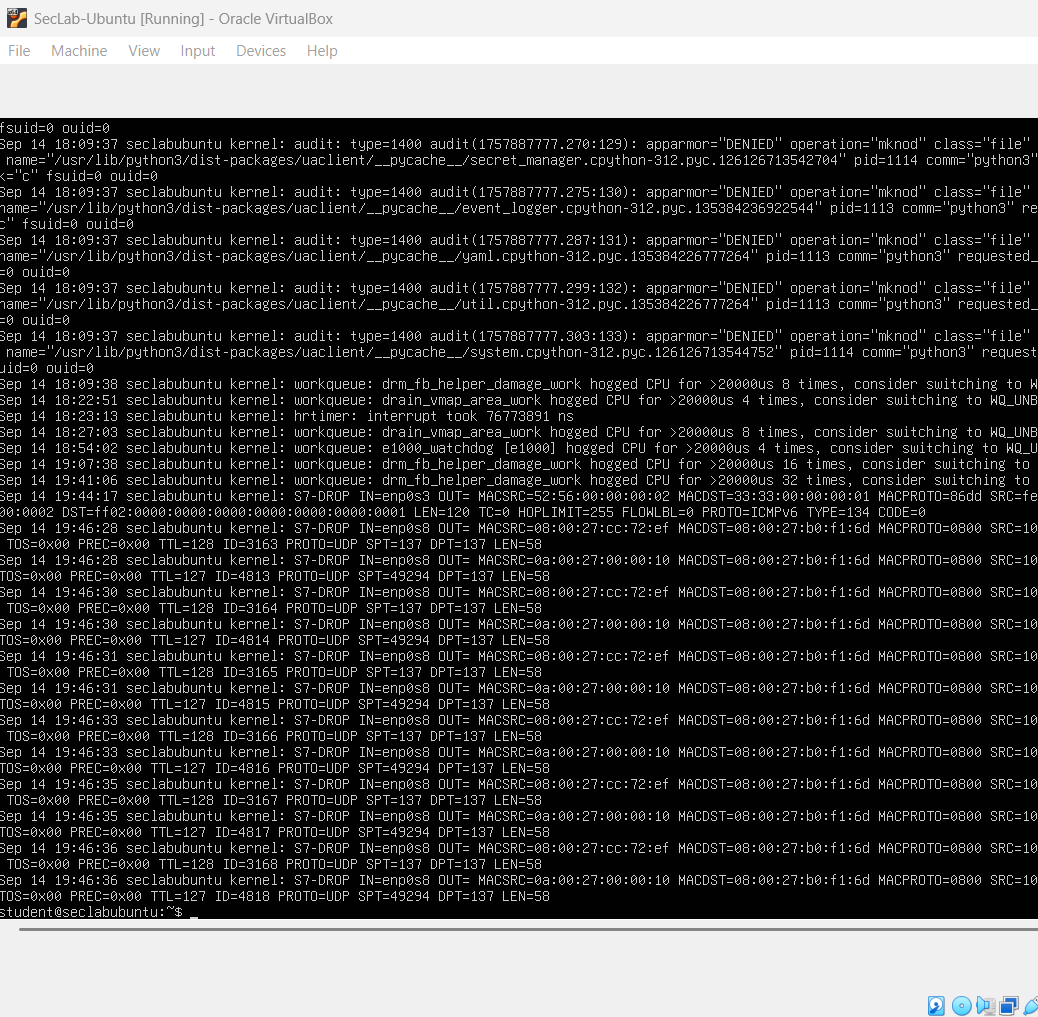 SecLab-Ubuntu [Running] - Oracle VirtualBox
File Machine View Input Devices Help
fsuid=0 ouid=0
Sep 14 18:09:37 seclabubuntu kernel: audit: type=1400 audit(1757887777.270:129): apparmor="DENIED" operation="mknod" class="file"
name="/usr/lib/python3/dist-packages/uaclient/__pycache__/secret_manager.cpython-312.pyc.126126713542704" pid=1114 comm="python3"
k="c" fsuid=0 ouid=0
Sep 14 18:09:37 seclabubuntu kernel: audit: type=1400 audit(1757887777.275:130): apparmor="DENIED" operation="mknod" class="file"
name="/usr/lib/python3/dist-packages/uaclient/__pycache__/event_logger.cpython-312.pyc.135384236922544" pid=1113 comm="python3" re
c" fsuid=0 ouid=0
Sep 14 18:09:37 seclabubuntu kernel: audit: type=1400 audit(1757887777.287:131): apparmor="DENIED" operation="mknod" class="file"
name="/usr/lib/python3/dist-packages/uaclient/__pycache__/yaml.cpython-312.pyc.135384226777264" pid=1113 comm="python3" requested_
=0 ouid=0
Sep 14 18:09:37 seclabubuntu kernel: audit: type=1400 audit(1757887777.299:132): apparmor="DENIED" operation="mknod" class="file"
name="/usr/lib/python3/dist-packages/uaclient/__pycache__/util.cpython-312.pyc.135384226777264" pid=1113 comm="python3" requested_
=0 ouid=0
Sep 14 18:09:37 seclabubuntu kernel: audit: type=1400 audit(1757887777.303:133): apparmor="DENIED" operation="mknod" class="file"
name="/usr/lib/python3/dist-packages/uaclient/__pycache__/system.cpython-312.pyc.126126713544752" pid=1114 comm="python3" request
uid=0 ouid=0
Sep 14 18:09:38 seclabubuntu kernel: workqueue: drm_fb_helper_damage_work hogged CPU for >20000us 8 times, consider switching to W
Sep 14 18:22:51 seclabubuntu kernel: workqueue: drain_vmap_area_work hogged CPU for >20000us 4 times, consider switching to WQ_UNB
Sep 14 18:23:13 seclabubuntu kernel: hrtimer: interrupt took 76773891 ns
Sep 14 18:27:03 seclabubuntu kernel: workqueue: drain_vmap_area_work hogged CPU for >20000us 8 times, consider switching to WQ_UNB
Sep 14 18:54:02 seclabubuntu kernel: workqueue: e1000_watchdog [e1000] hogged CPU for >20000us 4 times, consider switching to WQ_U
Sep 14 19:07:38 seclabubuntu kernel: workqueue: drm_fb_helper_damage_work hogged CPU for >20000us 16 times, consider switching to
Sep 14 19:41:06 seclabubuntu kernel: workqueue: drm_fb_helper_damage_work hogged CPU for >20000us 32 times, consider switching to
Sep 14 19:44:17 seclabubuntu kernel: S7-DROP IN=enp0s3 OUT= MACSRC=52:56:00:00:00:02 MACDST=33:33:00:00:00:01 MACPROTO=86dd SRC=fe
00:0002 DST=ff02:0000:0000:0000:0000:0000:0000:0001 LEN=120 TC=0 HOPLIMIT=255 FLOWLBL=0 PROTO=ICMPv6 TYPE=134 CODE=0
Sep 14 19:46:28 seclabubuntu kernel: S7-DROP IN=enp0s8 OUT= MACSRC=08:00:27:cc:72:ef MACDST=08:00:27:b0:f1:6d MACPROTO=0800 SRC=10
TOS=0x00 PREC=0x00 TTL=128 ID=3163 PROTO=UDP SPT=137 DPT=137 LEN=58
Sep 14 19:46:28 seclabubuntu kernel: S7-DROP IN=enp0s8 OUT= MACSRC=0a:00:27:00:00:10 MACDST=08:00:27:b0:f1:6d MACPROTO=0800 SRC=10
TOS=0x00 PREC=0x00 TTL=127 ID=4813 PROTO=UDP SPT=49294 DPT=137 LEN=58
Sep 14 19:46:30 seclabubuntu kernel: S7-DROP IN=enp0s8 OUT= MACSRC=08:00:27:cc:72:ef MACDST=08:00:27:b0:f1:6d MACPROTO=0800 SRC=10
TOS=0x00 PREC=0x00 TTL=128 ID=3164 PROTO=UDP SPT=137 DPT=137 LEN=58
Sep 14 19:46:30 seclabubuntu kernel: S7-DROP IN=enp0s8 OUT= MACSRC=0a:00:27:00:00:10 MACDST=08:00:27:b0:f1:6d MACPROTO=0800 SRC=10
TOS=0x00 PREC=0x00 TTL=127 ID=4814 PROTO=UDP SPT=49294 DPT=137 LEN=58
Sep 14 19:46:31 seclabubuntu kernel: S7-DROP IN=enp0s8 OUT= MACSRC=08:00:27:cc:72:ef MACDST=08:00:27:b0:f1:6d MACPROTO=0800 SRC=10
TOS=0x00 PREC=0x00 TTL=128 ID=3165 PROTO=UDP SPT=137 DPT=137 LEN=58
Sep 14 19:46:31 seclabubuntu kernel: S7-DROP IN=enp0s8 OUT= MACSRC=0a:00:27:00:00:10 MACDST=08:00:27:b0:f1:6d MACPROTO=0800 SRC=10
TOS=0x00 PREC=0x00 TTL=127 ID=4815 PROTO=UDP SPT=49294 DPT=137 LEN=58
Sep 14 19:46:33 seclabubuntu kernel: S7-DROP IN=enp0s8 OUT= MACSRC=08:00:27:cc:72:ef MACDST=08:00:27:b0:f1:6d MACPROTO=0800 SRC=10
TOS=0x00 PREC=0x00 TTL=128 ID=3166 PROTO=UDP SPT=137 DPT=137 LEN=58
Sep 14 19:46:33 seclabubuntu kernel: S7-DROP IN=enp0s8 OUT= MACSRC=0a:00:27:00:00:10 MACDST=08:00:27:b0:f1:6d MACPROTO=0800 SRC=10
TOS=0x00 PREC=0x00 TTL=127 ID=4816 PROTO=UDP SPT=49294 DPT=137 LEN=58
Sep 14 19:46:35 seclabubuntu kernel: S7-DROP IN=enp0s8 OUT= MACSRC=08:00:27:cc:72:ef MACDST=08:00:27:b0:f1:6d MACPROTO=0800 SRC=10
TOS=0x00 PREC=0x00 TTL=128 ID=3167 PROTO=UDP SPT=137 DPT=137 LEN=58
Sep 14 19:46:35 seclabubuntu kernel: S7-DROP IN=enp0s8 OUT= MACSRC=0a:00:27:00:00:10 MACDST=08:00:27:b0:f1:6d MACPROTO=0800 SRC=10
TOS=0x00 PREC=0x00 TTL=127 ID=4817 PROTO=UDP SPT=49294 DPT=137 LEN=58
Sep 14 19:46:36 seclabubuntu kernel: S7-DROP IN=enp0s8 OUT= MACSRC=08:00:27:cc:72:ef MACDST=08:00:27:b0:f1:6d MACPROTO=0800 SRC=10
TOS=0x00 PREC=0x00 TTL=128 ID=3168 PROTO=UDP SPT=137 DPT=137 LEN=58
Sep 14 19:46:36 seclabubuntu kernel: S7-DROP IN=enp0s8 OUT= MACSRC=0a:00:27:00:00:10 MACDST=08:00:27:b0:f1:6d MACPROTO=0800 SRC=10
TOS=0x00 PREC=0x00 TTL=127 ID=4818 PROTO=UDP SPT=49294 DPT=137 LEN=58
student@seclabubuntu:~$ _